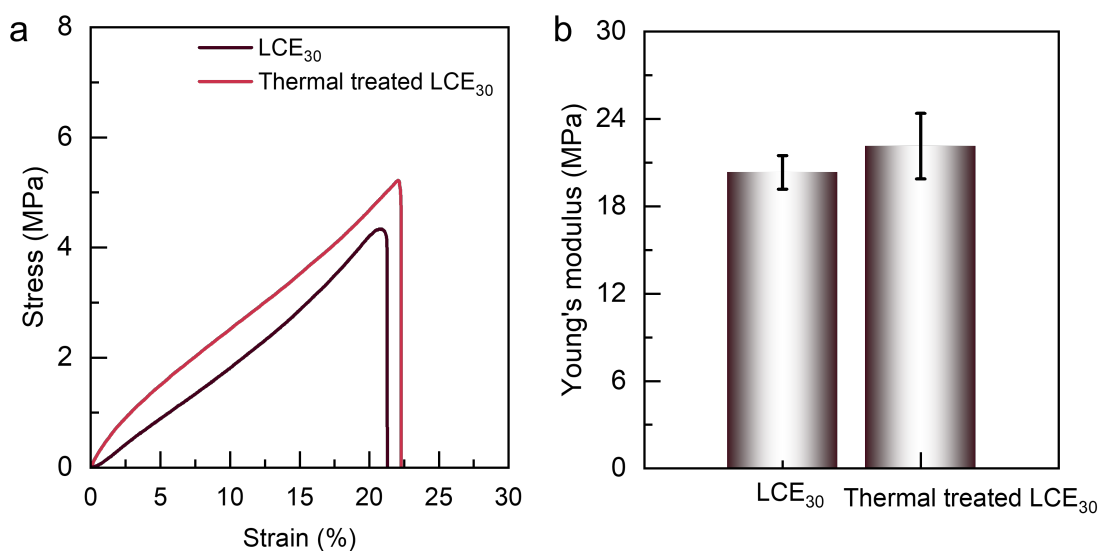 a
8
6
4
2
0
Stress (MPa)
LCE₃₀
Thermal treated LCE₃₀
0 5 10 15 20 25 30
Strain (%)
b
30
24
18
12
6
0
Young's modulus (MPa)
LCE₃₀
Thermal treated LCE₃₀